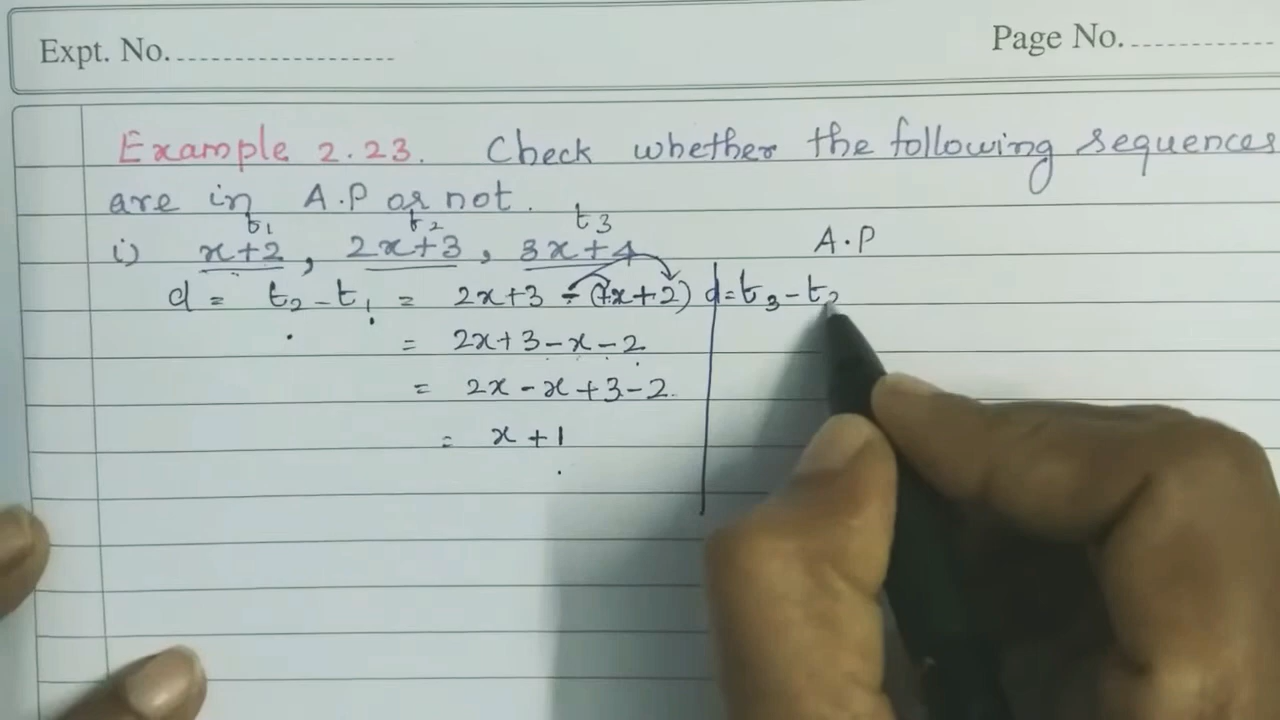 Expt. No. Page No.
Example 2.23. Check whether the following sequences
are in A.P or not.
t₁ t₂ t3
i) x+2, 2x+3, 3x+4 A.P
d = t₂ - t₁ = 2x+3 - (+x+2) d = t₃ - t₂
= 2x+3-x-2
= 2x-x+3-2
= x+1